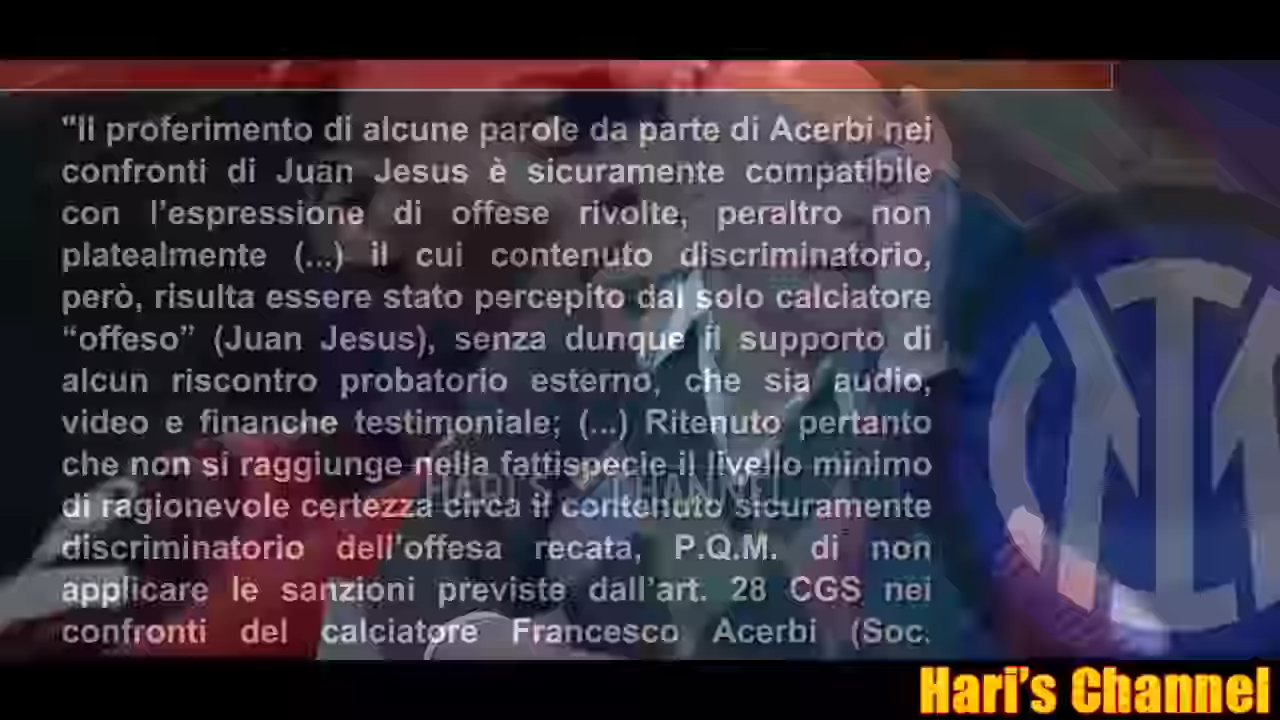 "Il proferimento di alcune parole da parte di Acerbi nei
confronti di Juan Jesus è sicuramente compatibile
con l'espressione di offese rivolte, peraltro non
platealmente (...) il cui contenuto discriminatorio,
però, risulta essere stato percepito dal solo calciatore
“offeso” (Juan Jesus), senza dunque il supporto di
alcun riscontro probatorio esterno, che sia audio,
video e finanche testimoniale; (...) Ritenuto pertanto
che non si raggiunge nella fattispecie il livello minimo
HARI'S CHANNEL
di ragionevole certezza circa il contenuto sicuramente
discriminatorio dell'offesa recata, P.Q.M. di non
applicare le sanzioni previste dall'art. 28 CGS nei
confronti del calciatore Francesco Acerbi (Soc.
Hari's Channel